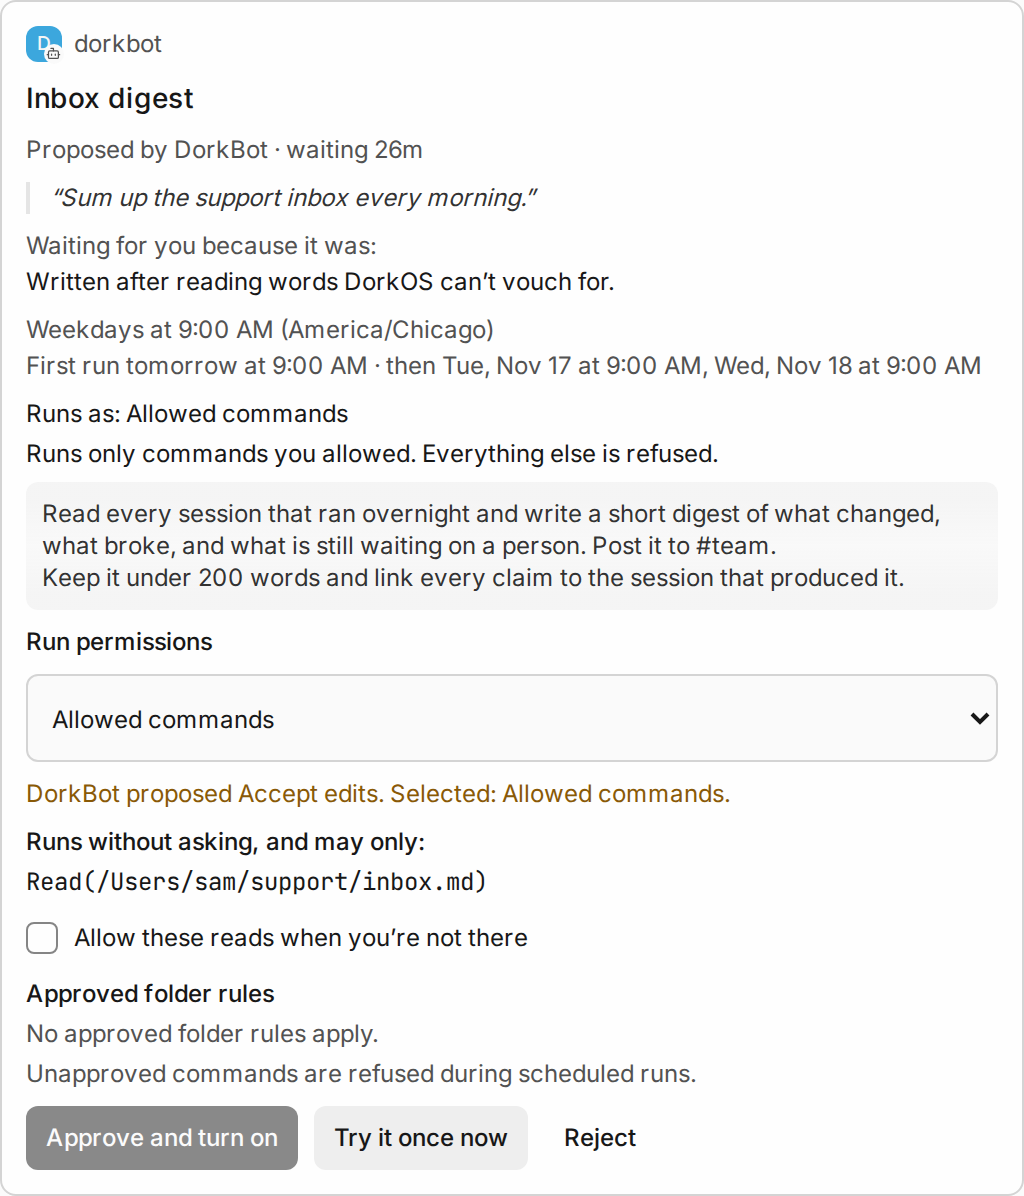 D
dorkbot
Inbox digest
Proposed by DorkBot · waiting 26m
“Sum up the support inbox every morning.”
Waiting for you because it was:
Written after reading words DorkOS can’t vouch for.
Weekdays at 9:00 AM (America/Chicago)
First run tomorrow at 9:00 AM · then Tue, Nov 17 at 9:00 AM, Wed, Nov 18 at 9:00 AM
Runs as: Allowed commands
Runs only commands you allowed. Everything else is refused.
Read every session that ran overnight and write a short digest of what changed,
what broke, and what is still waiting on a person. Post it to #team.
Keep it under 200 words and link every claim to the session that produced it.
Run permissions
Allowed commands
DorkBot proposed Accept edits. Selected: Allowed commands.
Runs without asking, and may only:
Read(/Users/sam/support/inbox.md)
Allow these reads when you’re not there
Approved folder rules
No approved folder rules apply.
Unapproved commands are refused during scheduled runs.
Approve and turn on
Try it once now
Reject